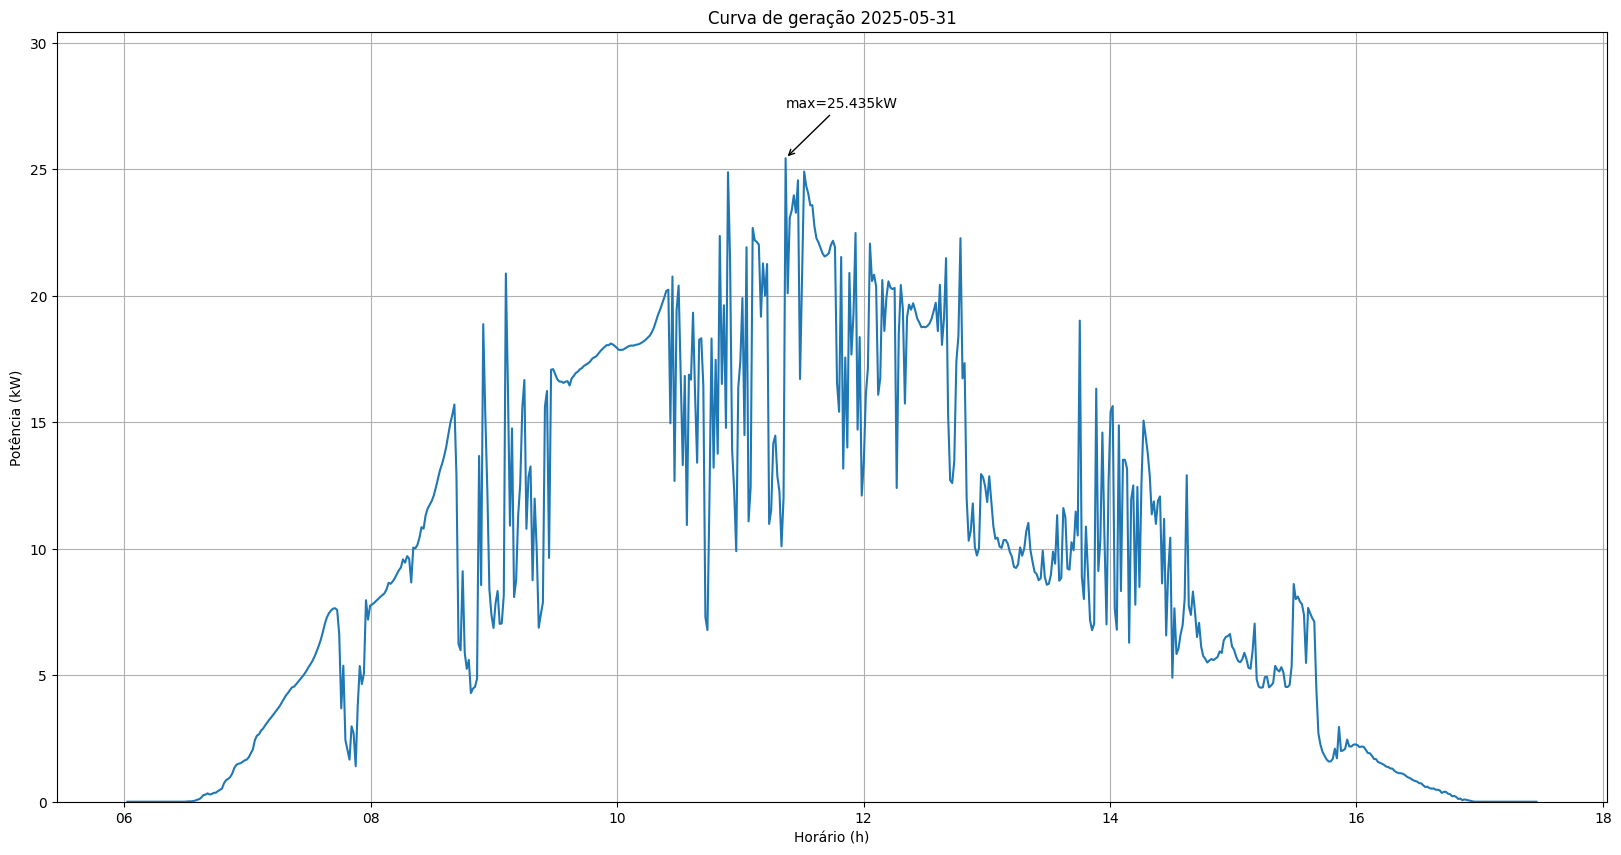 Curva de geração 2025-05-31
30
25
20
15
10
5
0
Potência (kW)
max=25.435kW
06 08 10 12 14 16 18
Horário (h)